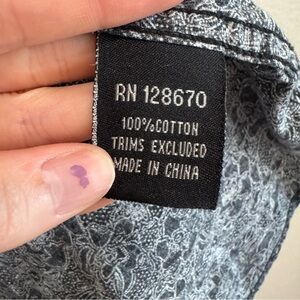 RN 128670
100%COTTON
TRIMS EXCLUDED
MADE IN CHINA